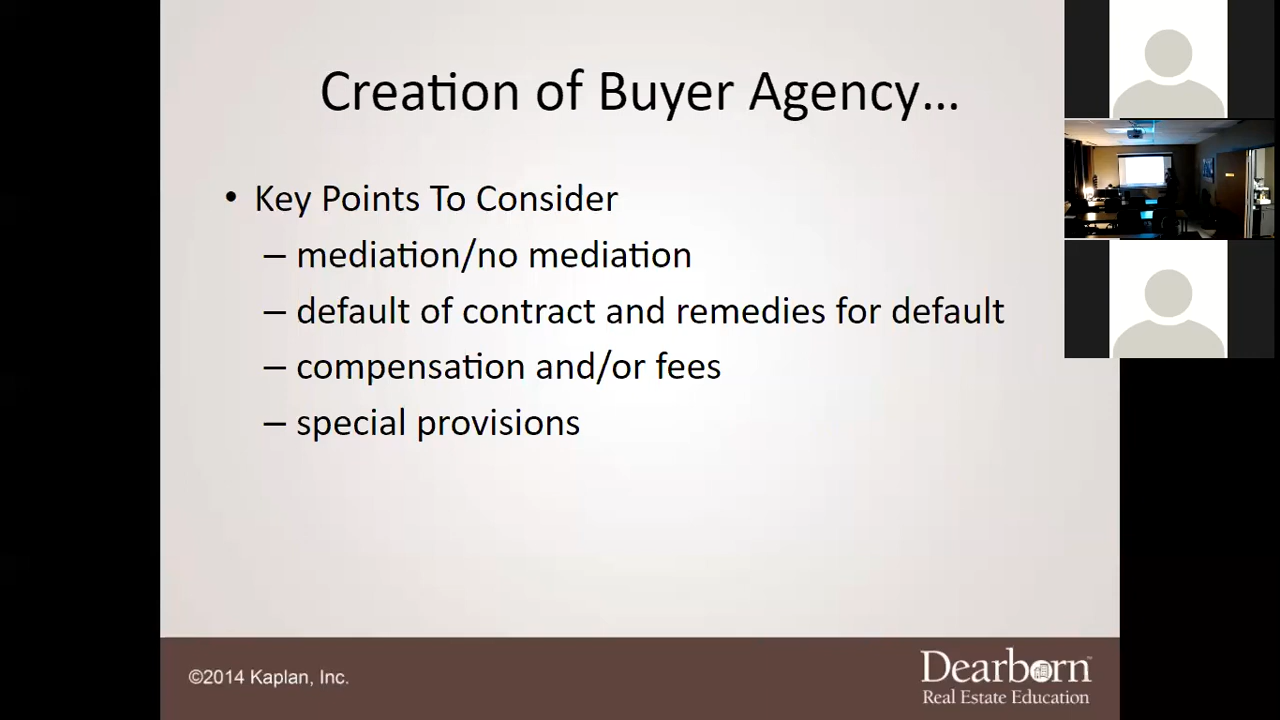 Creation of Buyer Agency...
• Key Points To Consider
– mediation/no mediation
– default of contract and remedies for default
– compensation and/or fees
– special provisions
©2014 Kaplan, Inc.
Dearborn™
Real Estate Education